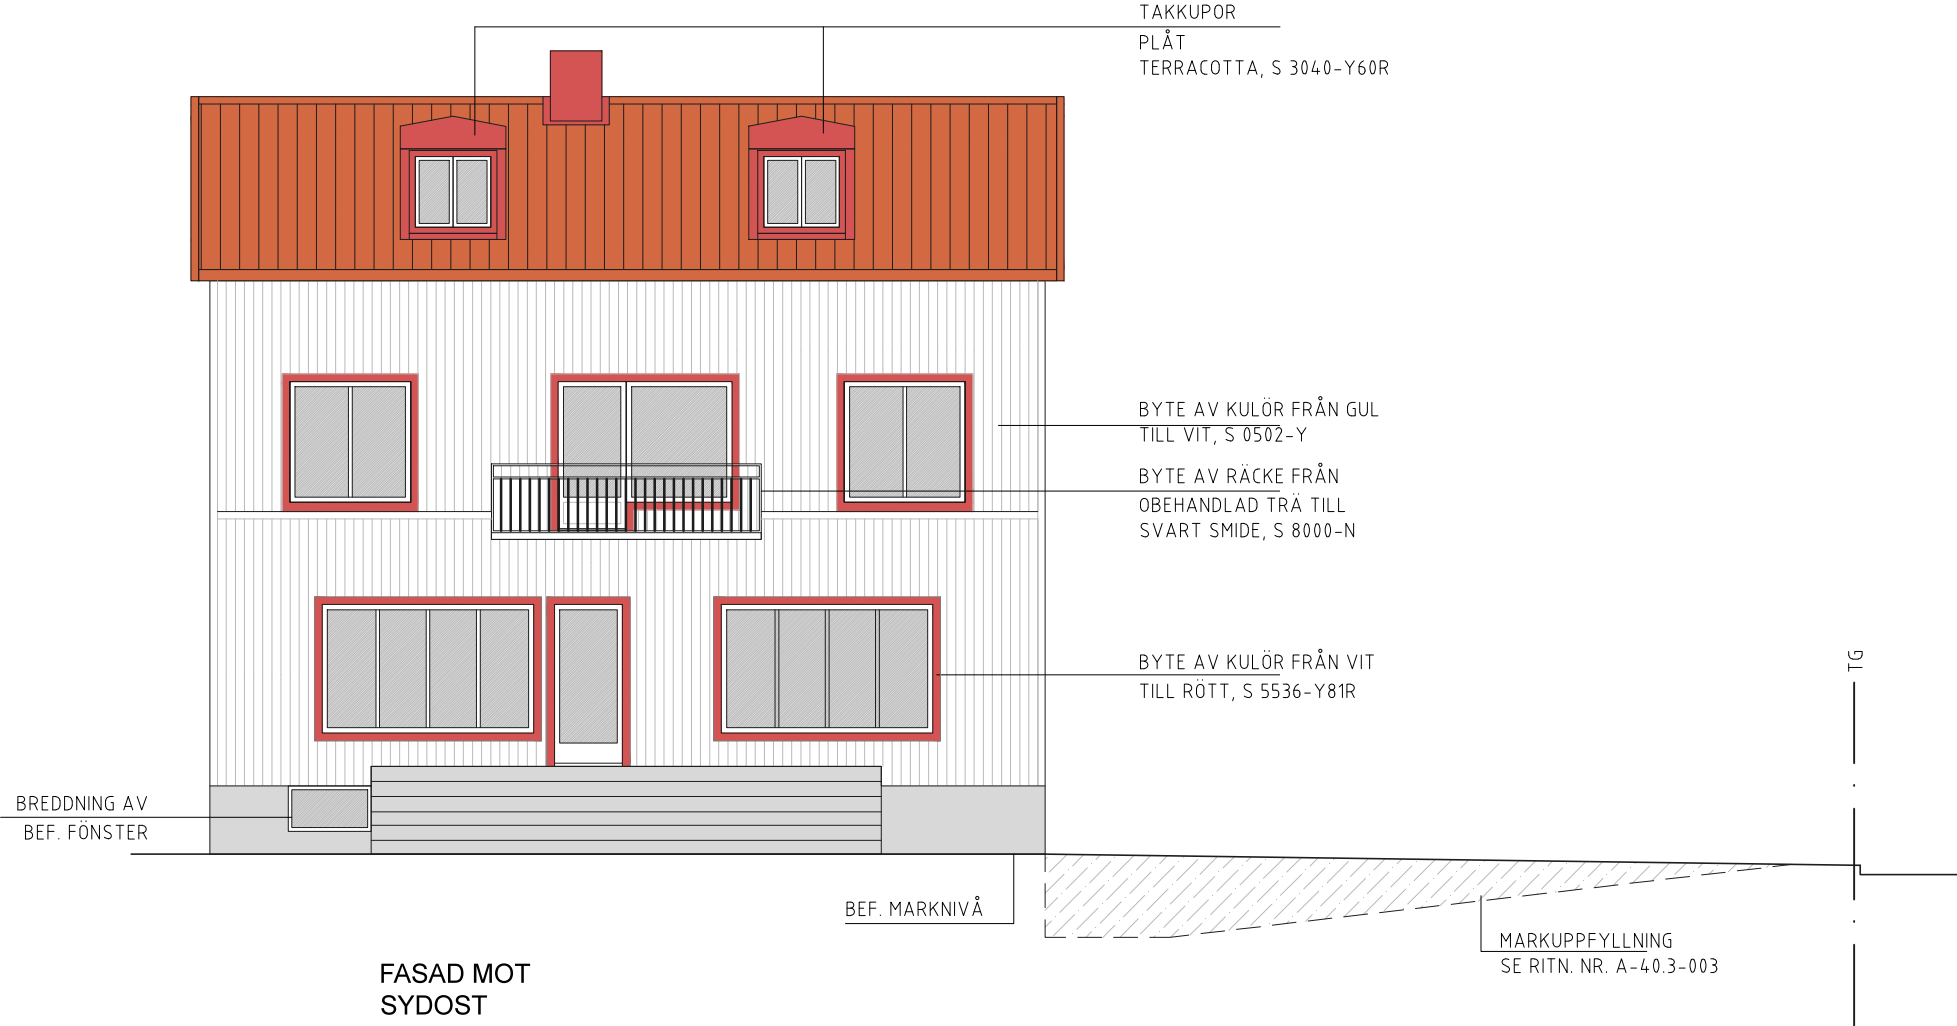 TAKKUPOR
PLÅT
TERRACOTTA, S 3040-Y60R
BYTE AV KULÖR FRÅN GUL
TILL VIT, S 0502-Y
BYTE AV RÄCKE FRÅN
OBEHANDLAD TRÄ TILL
SVART SMIDE, S 8000-N
BYTE AV KULÖR FRÅN VIT
TILL RÖTT, S 5536-Y81R
TG
BREDDNING AV
BEF. FÖNSTER
BEF. MARKNIVÅ
MARKUPPFYLLNING
SE RITN. NR. A-40.3-003
FASAD MOT
SYDOST